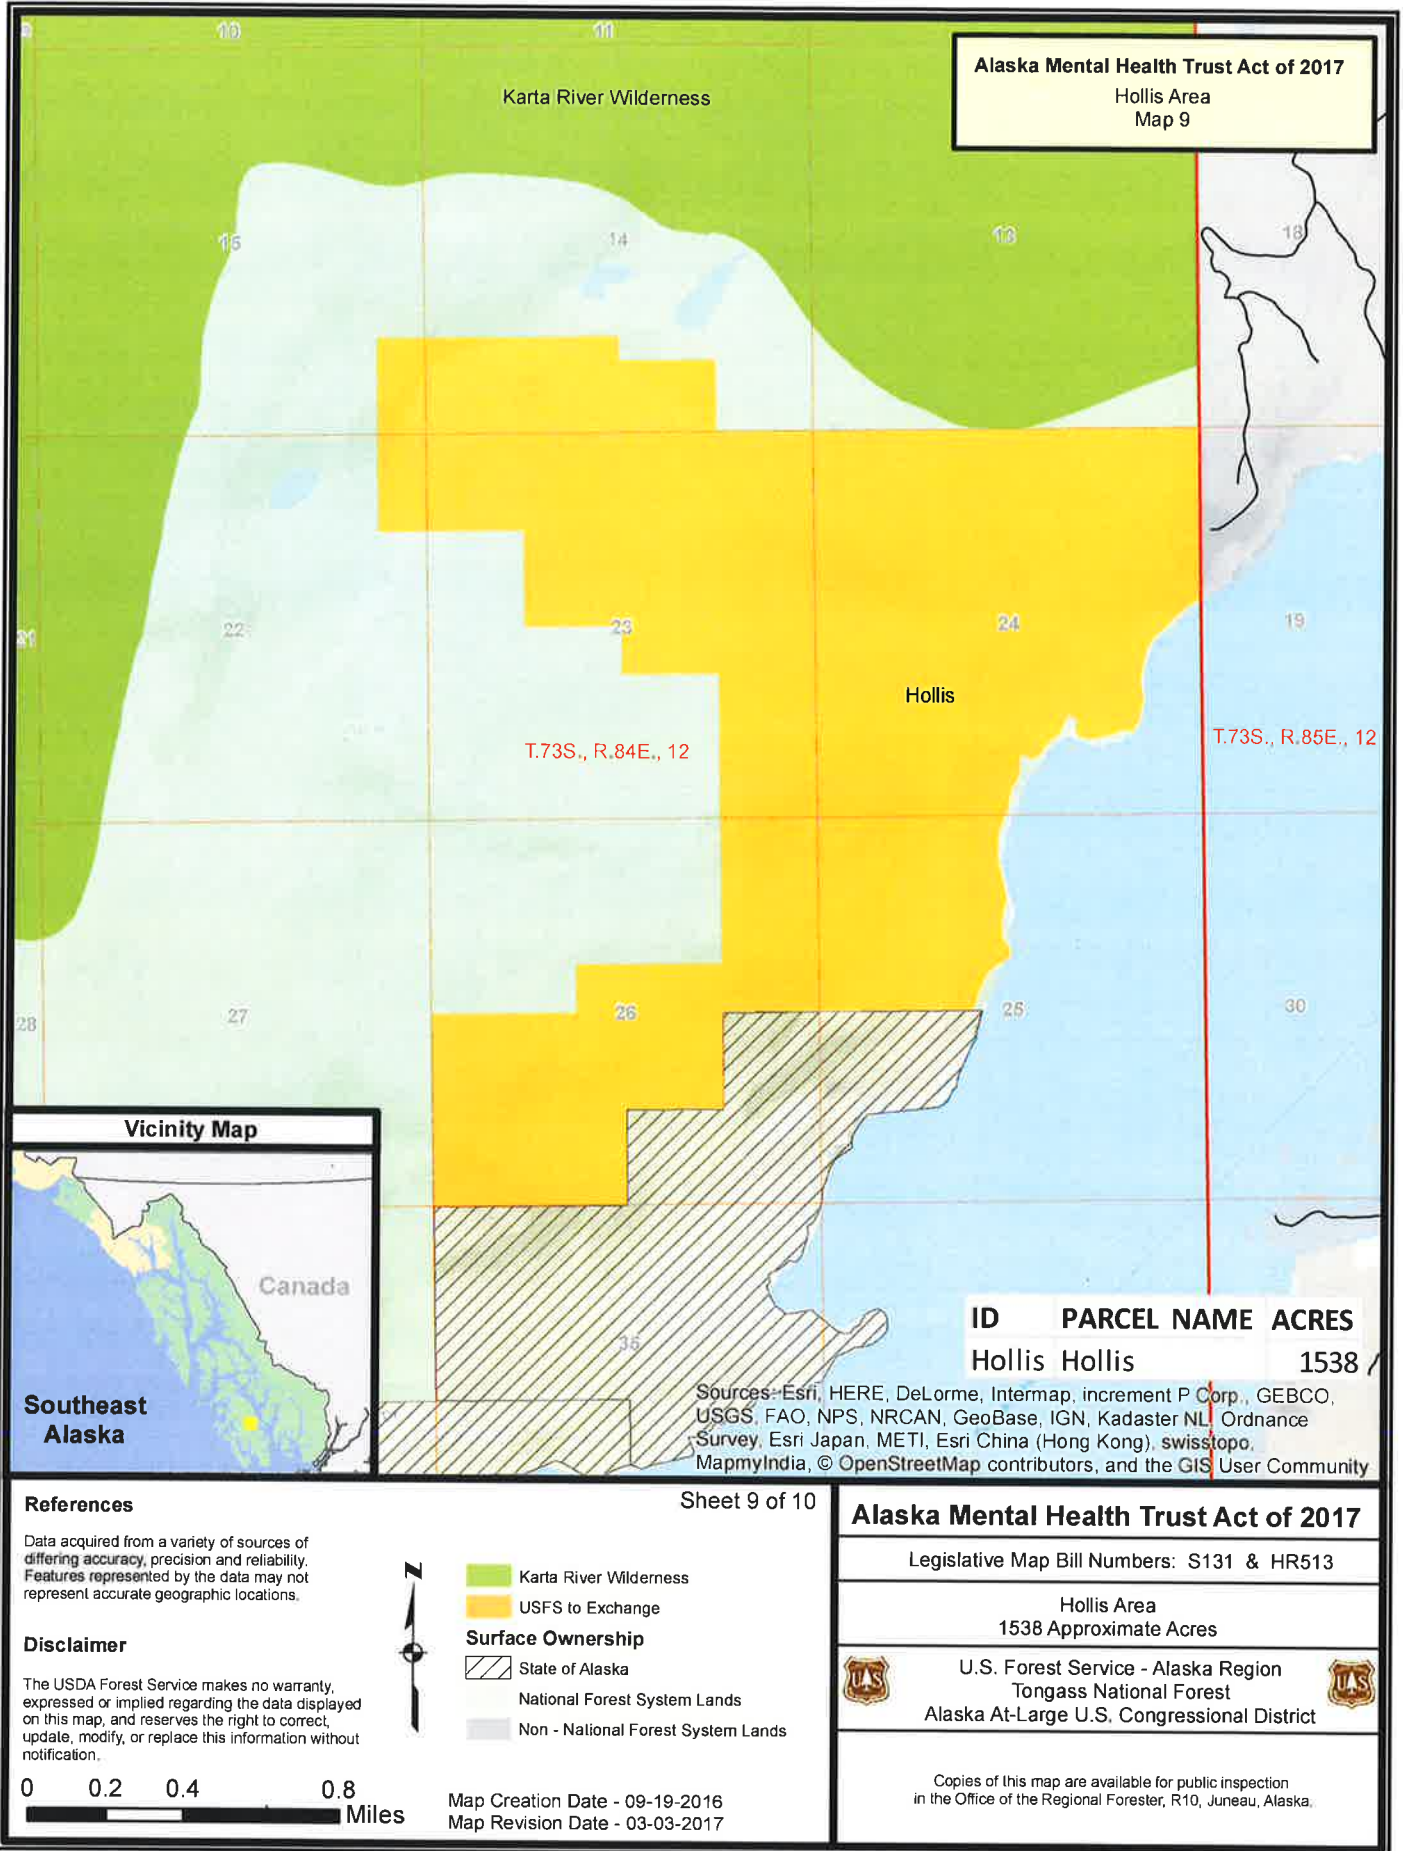 10
11
Karta River Wilderness
Alaska Mental Health Trust Act of 2017
Hollis Area
Map 9
15
14
13
18
21
22
23
24
19
Hollis
T.73S., R.84E., 12
T.73S., R.85E., 12
28
27
26
25
30
35
Vicinity Map
Canada
Southeast
Alaska
ID PARCEL NAME ACRES
Hollis Hollis 1538
Sources: Esri, HERE, DeLorme, Intermap, increment P Corp., GEBCO,
USGS, FAO, NPS, NRCAN, GeoBase, IGN, Kadaster NL, Ordnance
Survey, Esri Japan, METI, Esri China (Hong Kong), swisstopo,
MapmyIndia, © OpenStreetMap contributors, and the GIS User Community
References
Data acquired from a variety of sources of
differing accuracy, precision and reliability.
Features represented by the data may not
represent accurate geographic locations.
Disclaimer
The USDA Forest Service makes no warranty,
expressed or implied regarding the data displayed
on this map, and reserves the right to correct,
update, modify, or replace this information without
notification.
0 0.2 0.4 0.8
Miles
Sheet 9 of 10
N
Karta River Wilderness
USFS to Exchange
Surface Ownership
State of Alaska
National Forest System Lands
Non - National Forest System Lands
Map Creation Date - 09-19-2016
Map Revision Date - 03-03-2017
Alaska Mental Health Trust Act of 2017
Legislative Map Bill Numbers: S131 & HR513
Hollis Area
1538 Approximate Acres
UAS
U.S. Forest Service - Alaska Region
Tongass National Forest
Alaska At-Large U.S. Congressional District
UAS
Copies of this map are available for public inspection
in the Office of the Regional Forester, R10, Juneau, Alaska.